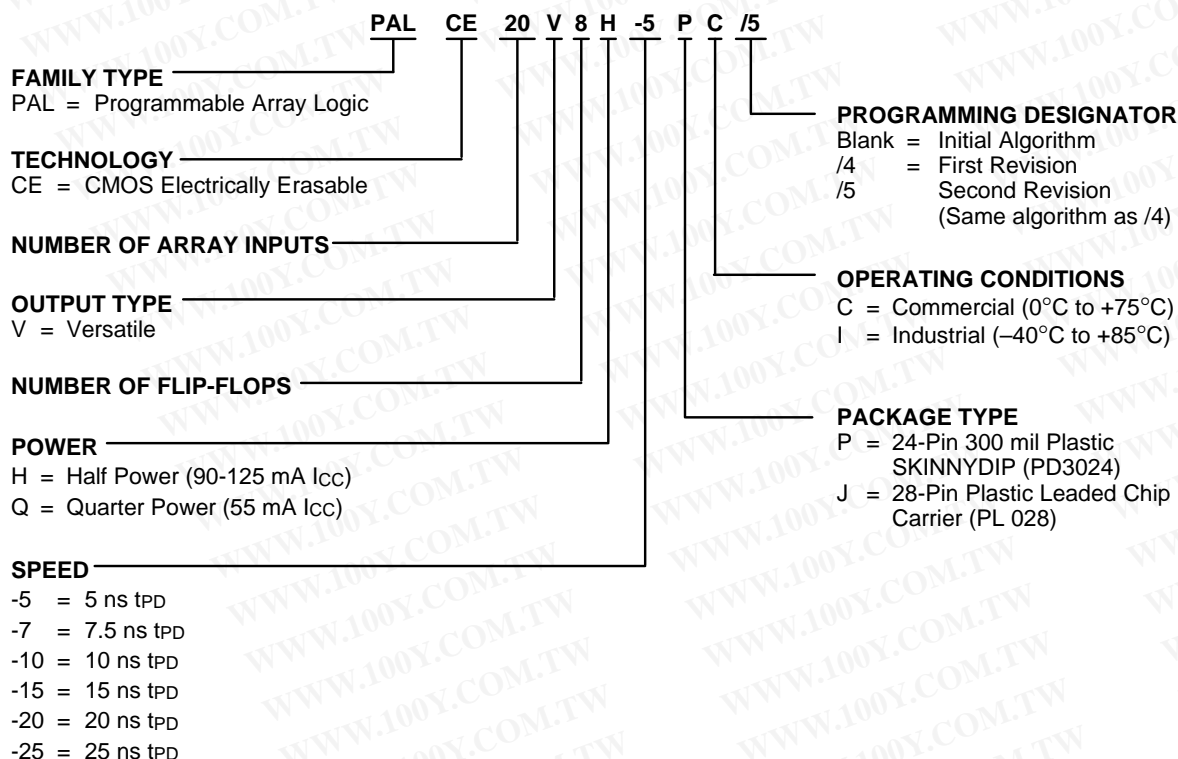 PAL CE 20 V 8 H -5 P C /5
FAMILY TYPE
PAL = Programmable Array Logic
TECHNOLOGY
CE = CMOS Electrically Erasable
NUMBER OF ARRAY INPUTS
OUTPUT TYPE
V = Versatile
NUMBER OF FLIP-FLOPS
POWER
H = Half Power (90-125 mA ICC)
Q = Quarter Power (55 mA ICC)
SPEED
-5 = 5 ns tPD
-7 = 7.5 ns tPD
-10 = 10 ns tPD
-15 = 15 ns tPD
-20 = 20 ns tPD
-25 = 25 ns tPD
PROGRAMMING DESIGNATOR
Blank = Initial Algorithm
/4 = First Revision
/5 Second Revision
(Same algorithm as /4)
OPERATING CONDITIONS
C = Commercial (0°C to +75°C)
I = Industrial (–40°C to +85°C)
PACKAGE TYPE
P = 24-Pin 300 mil Plastic
SKINNYDIP (PD3024)
J = 28-Pin Plastic Leaded Chip
Carrier (PL 028)
WWW.100Y.COM.TW